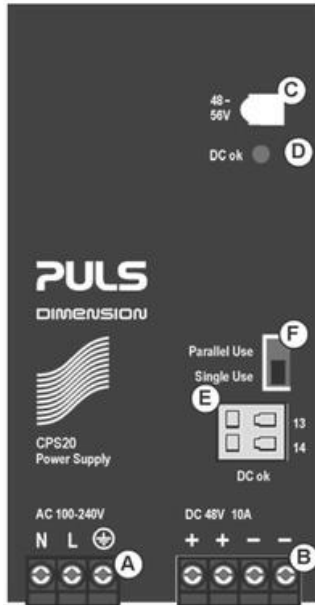 C
48 –
56V
DC ok
D
PULS
DIMENSION
F
Parallel Use
Single Use
E
CPS20
Power Supply
13
14
DC ok
AC 100-240V
DC 48V 10A
N L
+ + – –
A
B